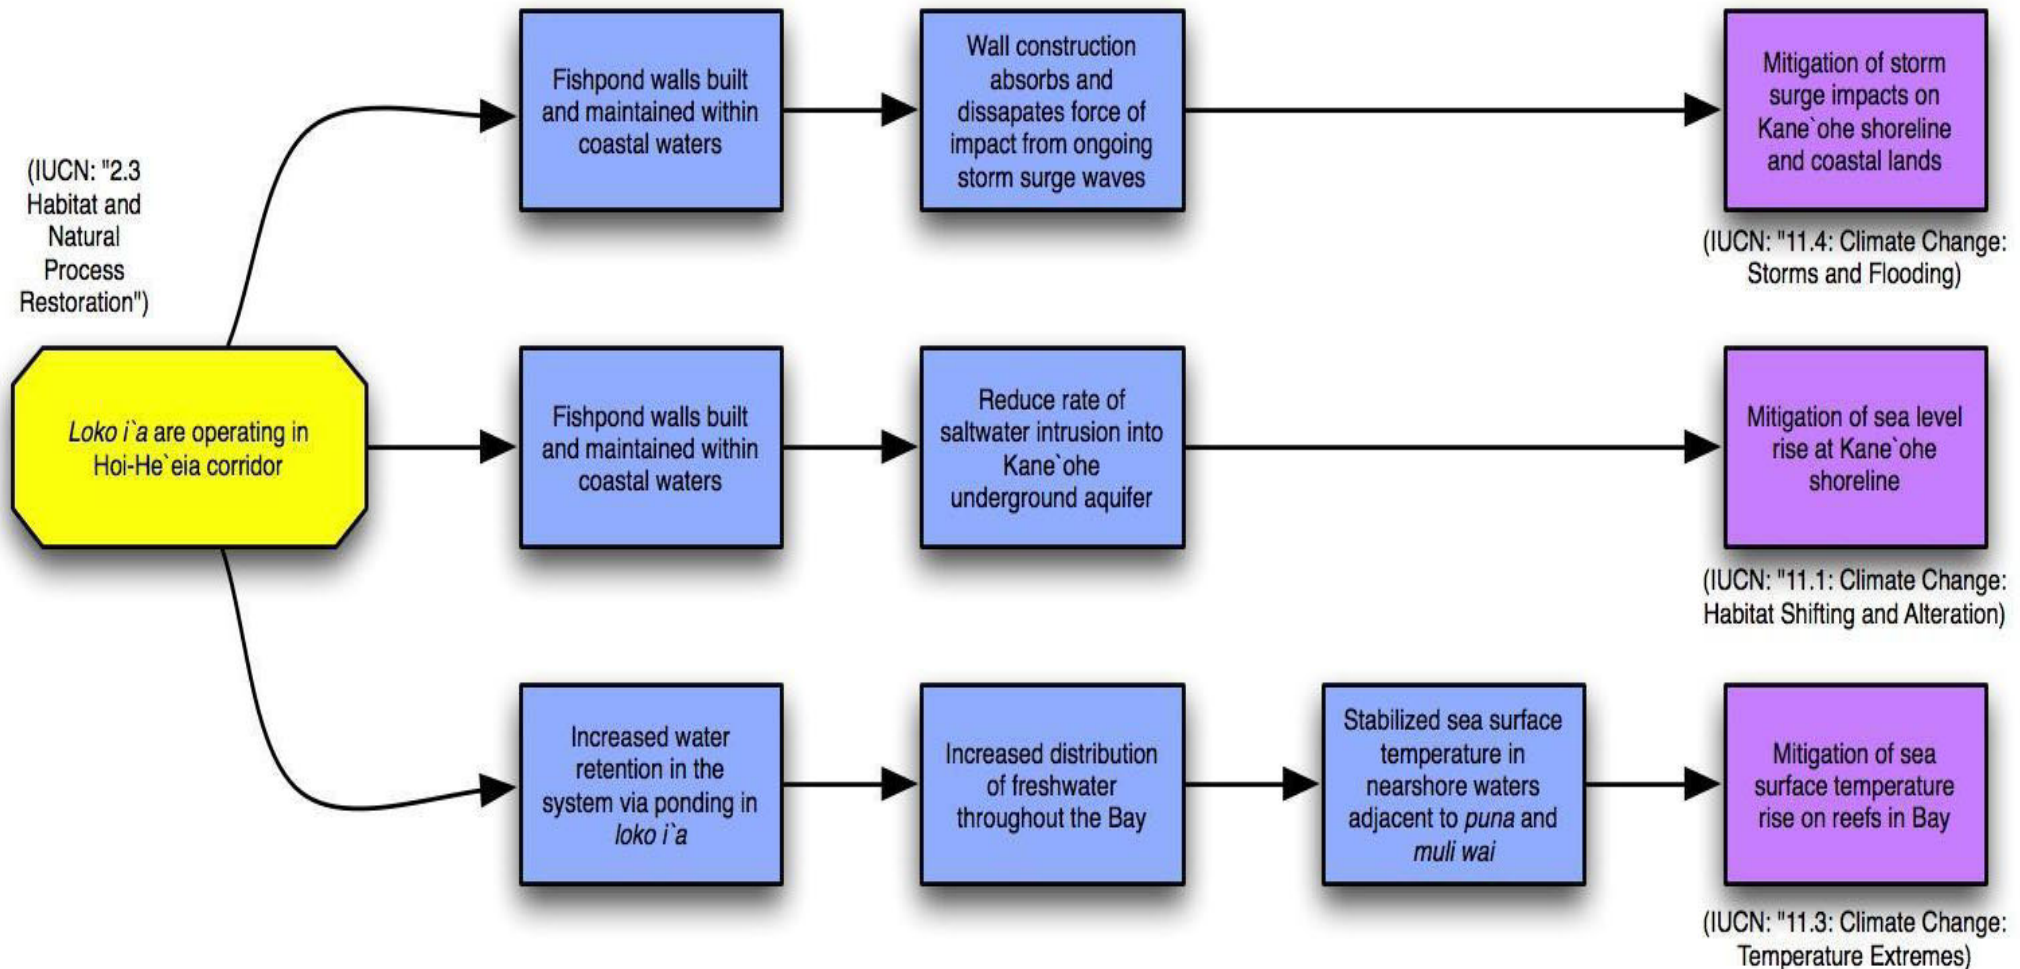 (IUCN: "2.3
Habitat and
Natural
Process
Restoration")
Loko i`a are operating in
Hoi-He`eia corridor
Fishpond walls built
and maintained within
coastal waters
Wall construction
absorbs and
dissapates force of
impact from ongoing
storm surge waves
Mitigation of storm
surge impacts on
Kane`ohe shoreline
and coastal lands
(IUCN: "11.4: Climate Change:
Storms and Flooding)
Fishpond walls built
and maintained within
coastal waters
Reduce rate of
saltwater intrusion into
Kane`ohe
underground aquifer
Mitigation of sea level
rise at Kane`ohe
shoreline
(IUCN: "11.1: Climate Change:
Habitat Shifting and Alteration)
Increased water
retention in the
system via ponding in
loko i`a
Increased distribution
of freshwater
throughout the Bay
Stabilized sea surface
temperature in
nearshore waters
adjacent to puna and
muli wai
Mitigation of sea
surface temperature
rise on reefs in Bay
(IUCN: "11.3: Climate Change:
Temperature Extremes)